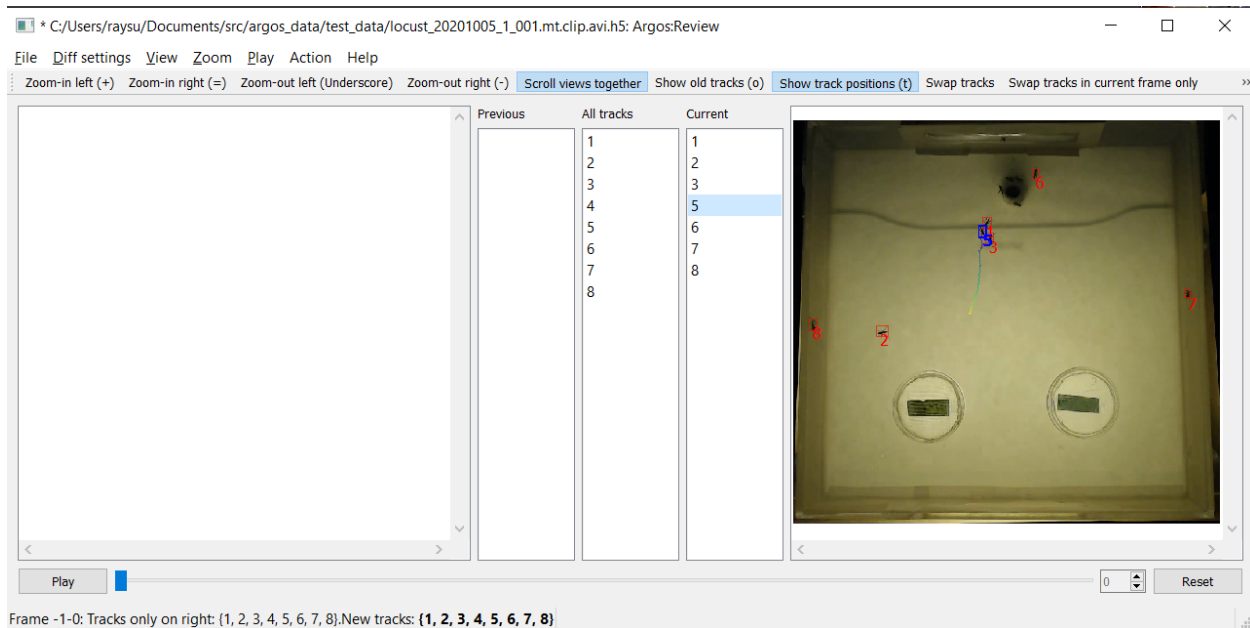 * C:/Users/raysu/Documents/src/argos_data/test_data/locust_20201005_1_001.mt.clip.avi.h5: Argos:Review
File Diff settings View Zoom Play Action Help
Zoom-in left (+) Zoom-in right (=) Zoom-out left (Underscore) Zoom-out right (-) Scroll views together Show old tracks (o) Show track positions (t) Swap tracks Swap tracks in current frame only »
Previous All tracks Current
1 1
2 2
3 3
4 5
5 6
6 7
7 8
8
6
3
7
8
2
Play 0 Reset
Frame -1-0: Tracks only on right: {1, 2, 3, 4, 5, 6, 7, 8}.New tracks: {1, 2, 3, 4, 5, 6, 7, 8}